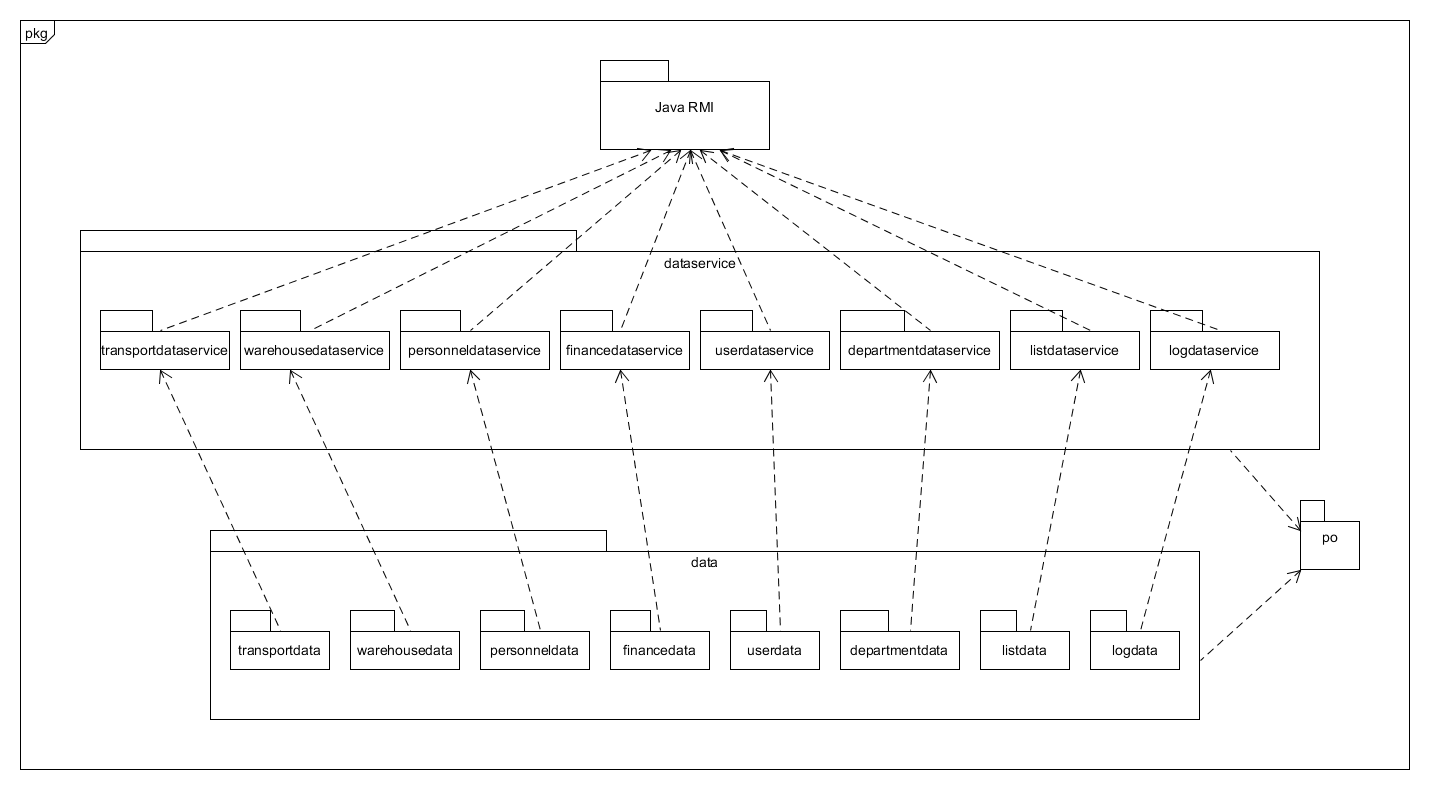 pkg
Java RMI
dataservice
transportdataservice
warehousedataservice
personneldataservice
financedataservice
userdataservice
departmentdataservice
listdataservice
logdataservice
po
data
transportdata
warehousedata
personneldata
financedata
userdata
departmentdata
listdata
logdata